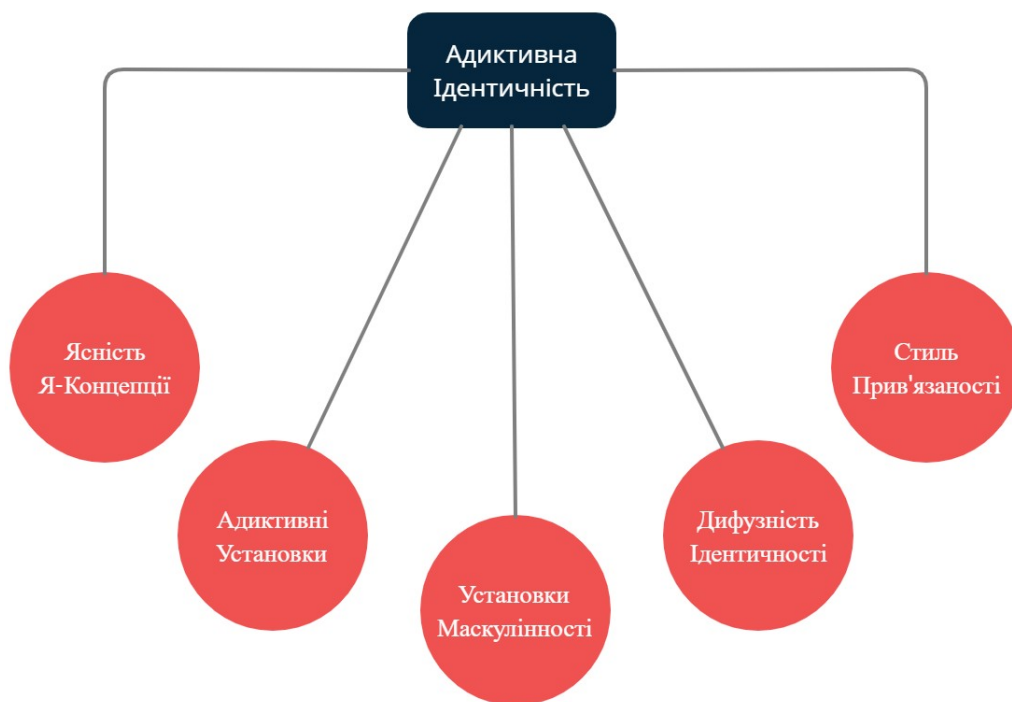 Адиктивна
Ідентичність
Ясність
Я-Концепції
Стиль
Прив'язаності
Адиктивні
Установки
Дифузність
Ідентичності
Установки
Маскулінності